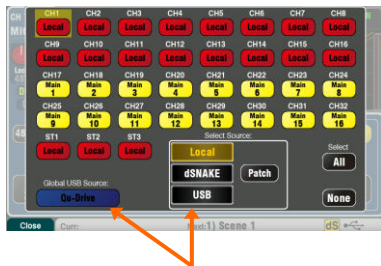 CH1 CH2 CH3 CH4 CH5 CH6 CH7 CH8
Local Local Local Local Local Local Local Local
CH9 CH10 CH11 CH12 CH13 CH14 CH15 CH16
Local Local Local Local Local Local Local Local
CH17 CH18 CH19 CH20 CH21 CH22 CH23 CH24
Main 1 Main 2 Main 3 Main 4 Main 5 Main 6 Main 7 Main 8
CH25 CH26 CH27 CH28 CH29 CH30 CH31 CH32
Main 9 Main 10 Main 11 Main 12 Main 13 Main 14 Main 15 Main 16
ST1 ST2 ST3 Select Source:
Local Local Local Local Select
All
dSNAKE Patch
Global USB Source:
Qu-Drive USB None
Close Curr: Next:1) Scene 1 dS